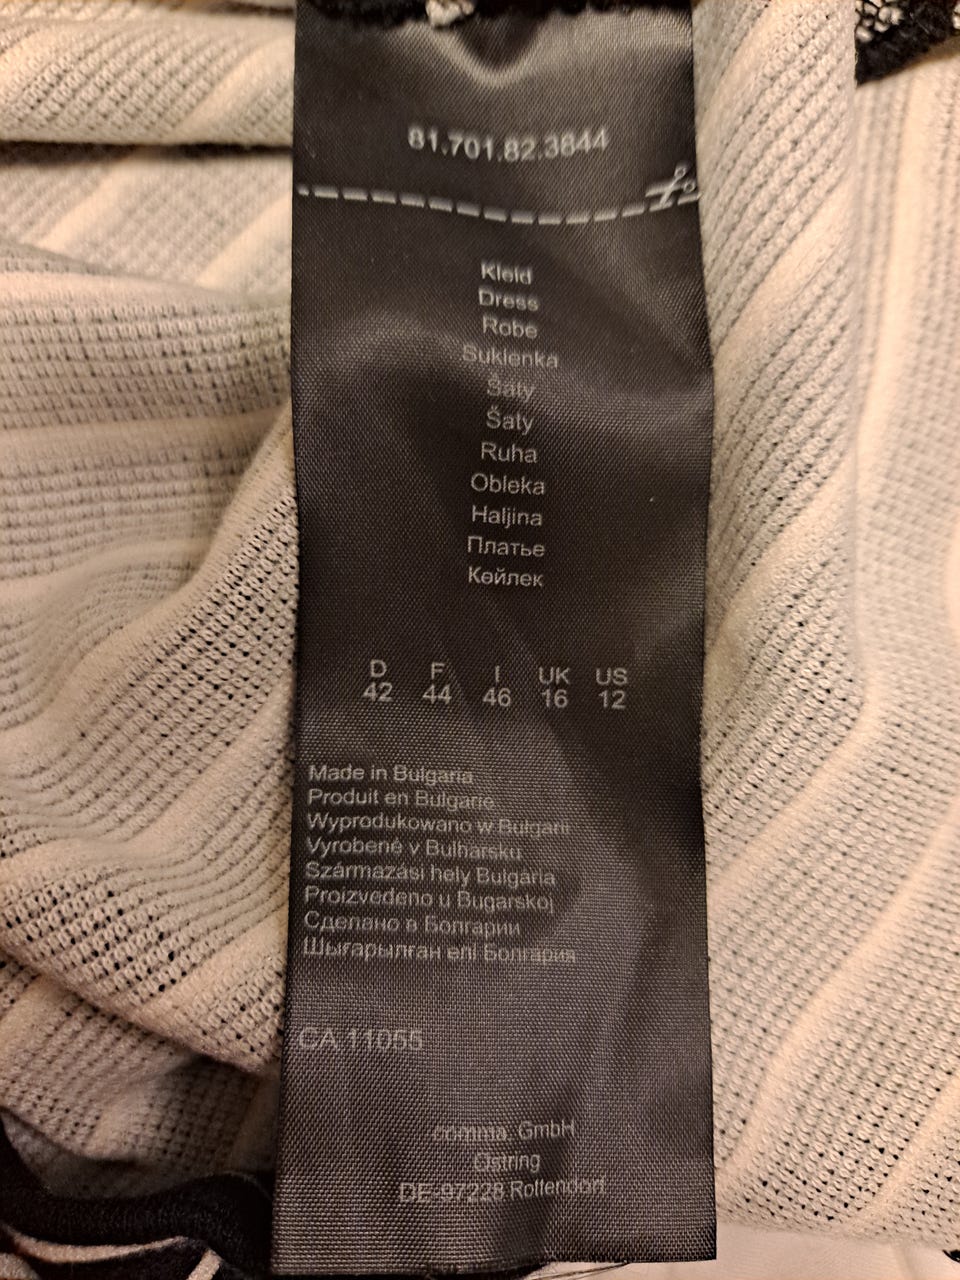 81.701.82.3844
Kleid
Dress
Robe
Sukienka
Šaty
Šaty
Ruha
Obleka
Haljina
Платье
Көйлек
D F I UK US
42 44 46 16 12
Made in Bulgaria
Produit en Bulgarie
Wyprodukowano w Bułgarii
Vyrobené v Bulharsku
Származási hely Bulgária
Proizvedeno u Bugarskoj
Сделано в Болгарии
Шығарылған елі Болгария
CA 11055
comma, GmbH
Ostring
DE-97228 Rottendorf